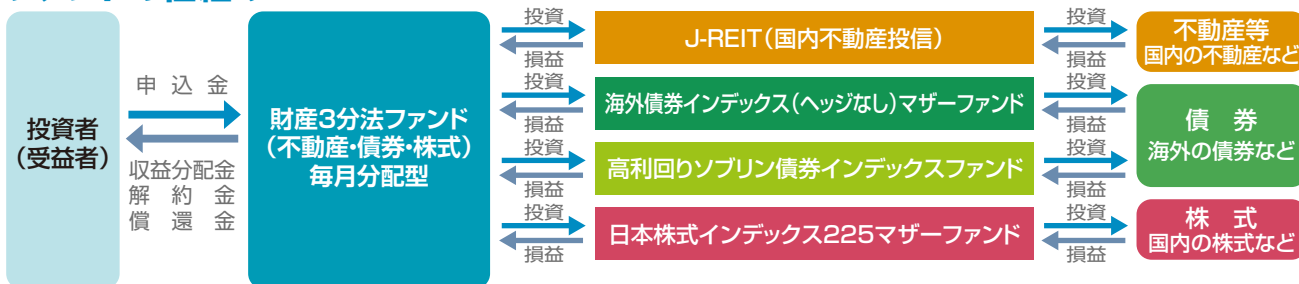 投資者
(受益者)
申込金
収益分配金
解約金
償還金
財産3分法ファンド
(不動産・債券・株式)
毎月分配型
投資
損益
J-REIT(国内不動産投信)
投資
損益
不動産等
国内の不動産など
投資
損益
海外債券インデックス(ヘッジなし)マザーファンド
投資
損益
債券
海外の債券など
投資
損益
高利回りソブリン債券インデックスファンド
投資
損益
投資
損益
日本株式インデックス225マザーファンド
投資
損益
株式
国内の株式など